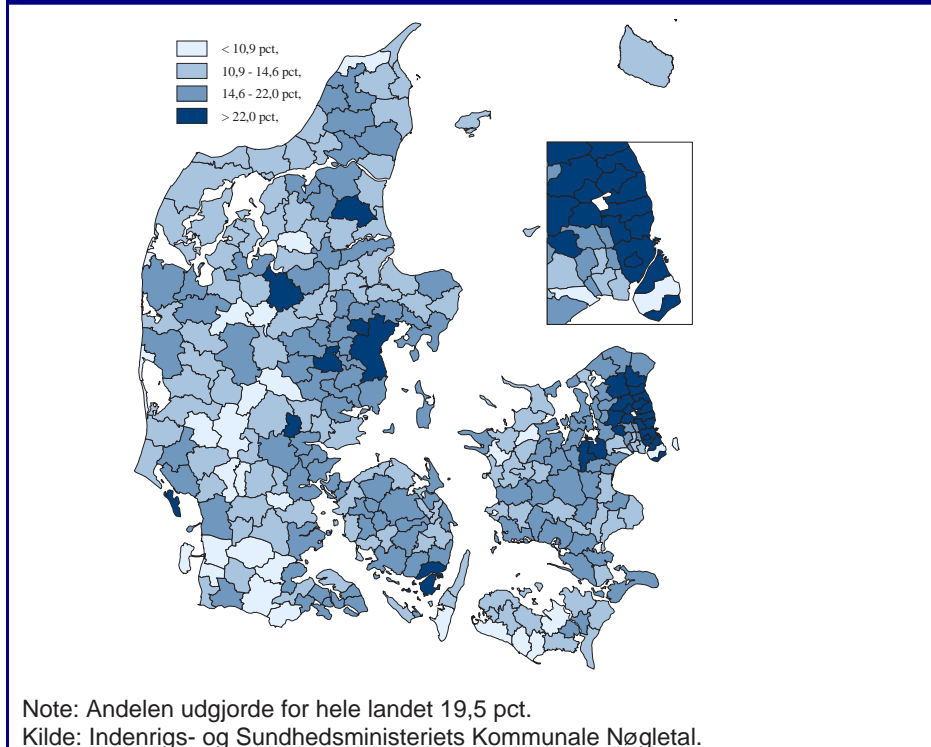 < 10,9 pct,
10,9 - 14,6 pct,
14,6 - 22,0 pct,
> 22,0 pct,
Note: Andelen udgjorde for hele landet 19,5 pct.
Kilde: Indenrigs- og Sundhedsministeriets Kommunale Nøgletal.